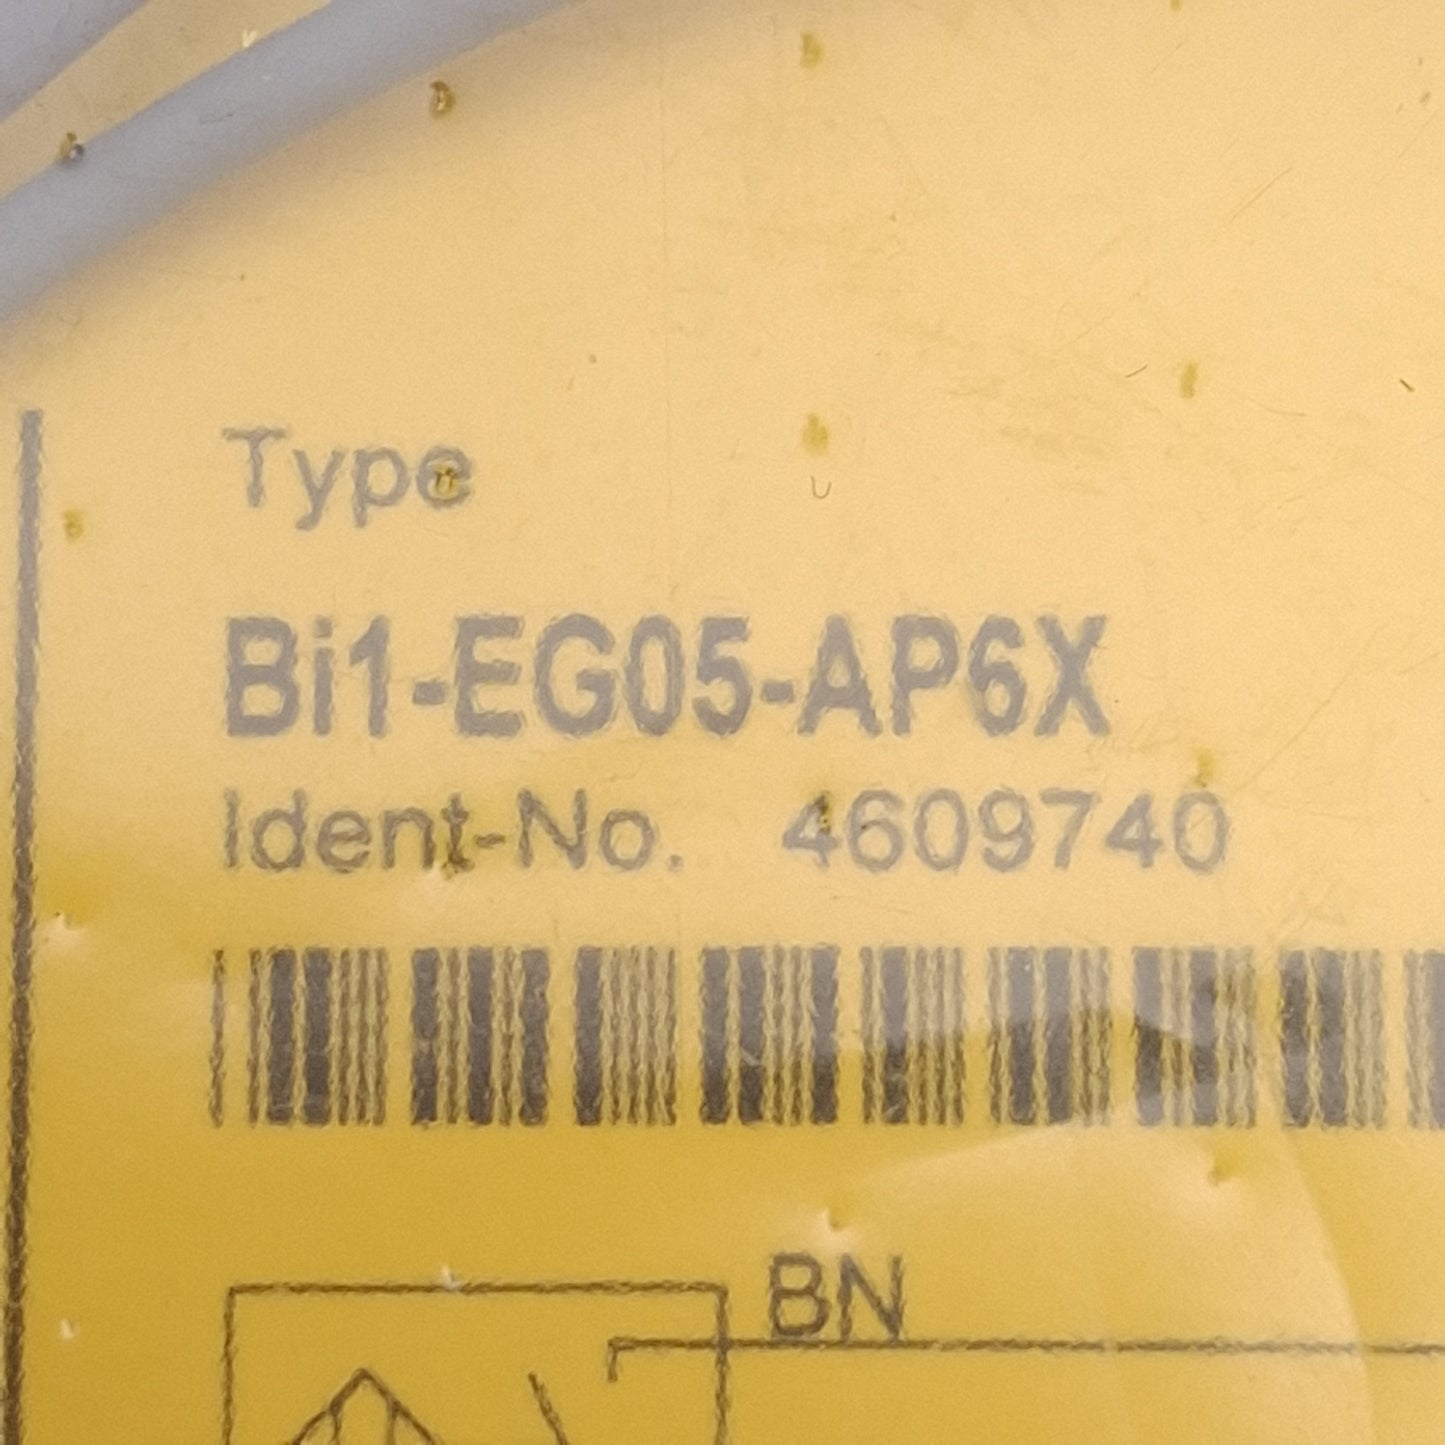 Type
Bi1-EG05-AP6X
Ident-No. 4609740
BN